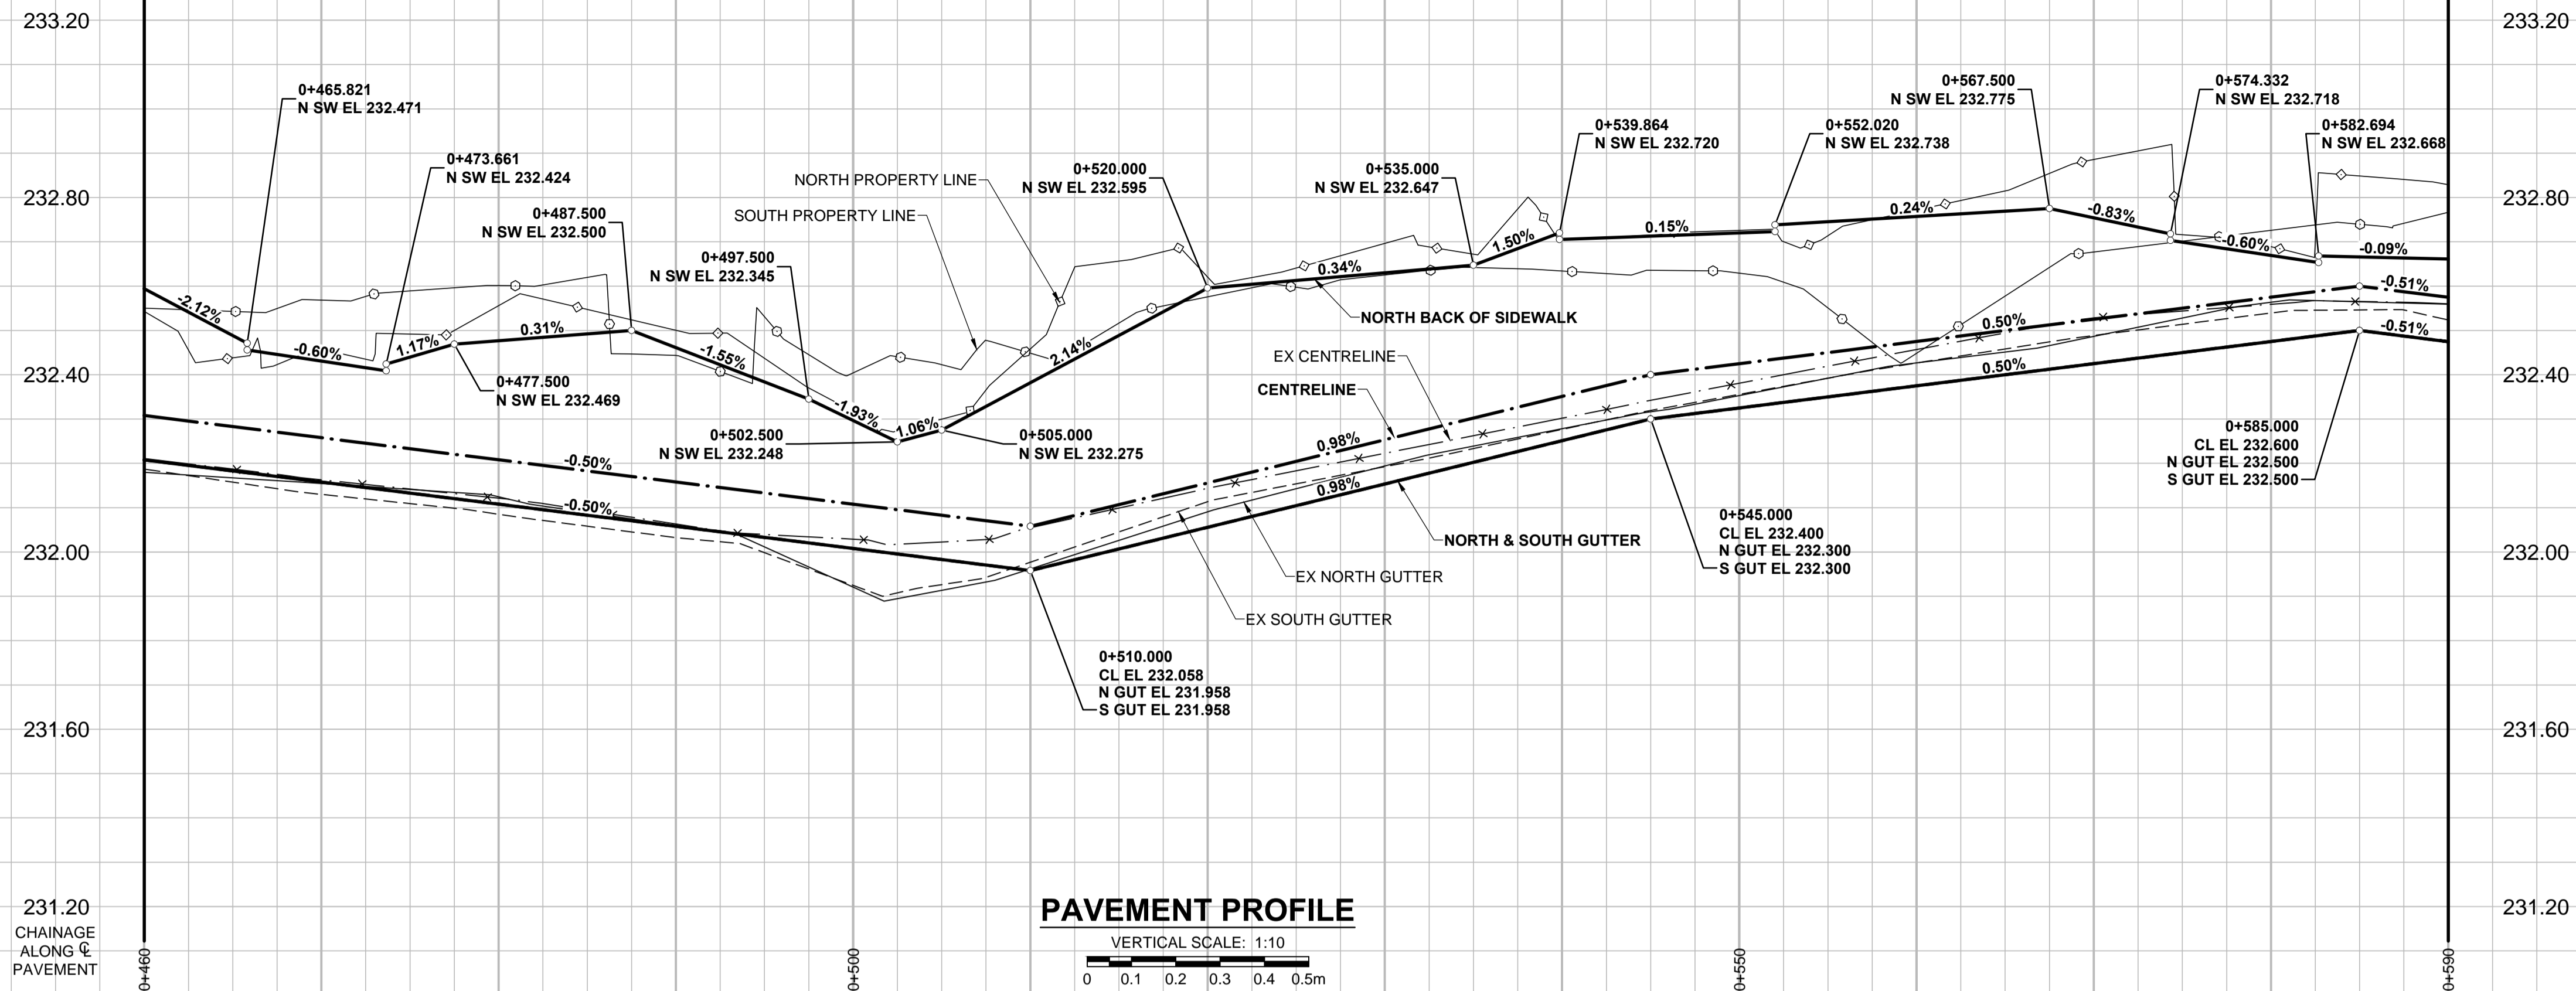 233.20
233.20
0+465.821
N SW EL 232.471
0+473.661
N SW EL 232.424
0+487.500
N SW EL 232.500
0+497.500
N SW EL 232.345
NORTH PROPERTY LINE
SOUTH PROPERTY LINE
0+520.000
N SW EL 232.595
0+535.000
N SW EL 232.647
0+539.864
N SW EL 232.720
0+552.020
N SW EL 232.738
0+567.500
N SW EL 232.775
0+574.332
N SW EL 232.718
0+582.694
N SW EL 232.668
232.80
232.80
-2.12%
-0.60%
1.17%
0.31%
-1.55%
-1.93%
1.06%
2.14%
0.34%
1.50%
0.15%
0.24%
-0.83%
-0.60%
-0.09%
-0.51%
NORTH BACK OF SIDEWALK
EX CENTRELINE
CENTRELINE
232.40
232.40
0+477.500
N SW EL 232.469
0+502.500
N SW EL 232.248
0+505.000
N SW EL 232.275
-0.50%
-0.50%
0.98%
0.98%
0.50%
0.50%
-0.51%
0+585.000
CL EL 232.600
N GUT EL 232.500
S GUT EL 232.500
0+545.000
CL EL 232.400
N GUT EL 232.300
S GUT EL 232.300
NORTH & SOUTH GUTTER
EX NORTH GUTTER
EX SOUTH GUTTER
232.00
232.00
0+510.000
CL EL 232.058
N GUT EL 231.958
S GUT EL 231.958
231.60
231.60
231.20
231.20
CHAINAGE
ALONG ℄
PAVEMENT
0+460
0+500
0+550
0+590
PAVEMENT PROFILE
VERTICAL SCALE: 1:10
0 0.1 0.2 0.3 0.4 0.5m